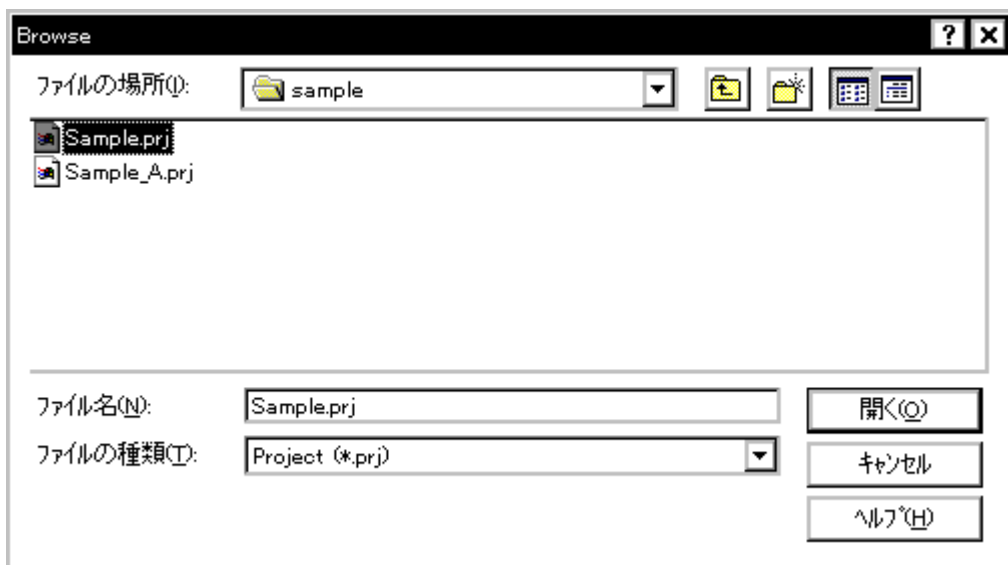 Browse
ファイルの場所(I): sample
Sample.prj
Sample_A.prj
ファイル名(N): Sample.prj 開く(O)
ファイルの種類(T): Project (*.prj) キャンセル
ヘルプ(H)